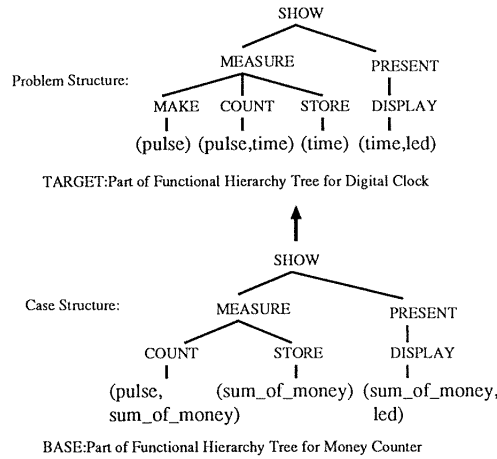 SHOW
MEASURE PRESENT
Problem Structure:
MAKE COUNT STORE DISPLAY
(pulse) (pulse,time) (time) (time,led)
TARGET:Part of Functional Hierarchy Tree for Digital Clock
SHOW
Case Structure:
MEASURE PRESENT
COUNT STORE DISPLAY
(pulse, (sum_of_money) (sum_of_money,
sum_of_money) led)
BASE:Part of Functional Hierarchy Tree for Money Counter